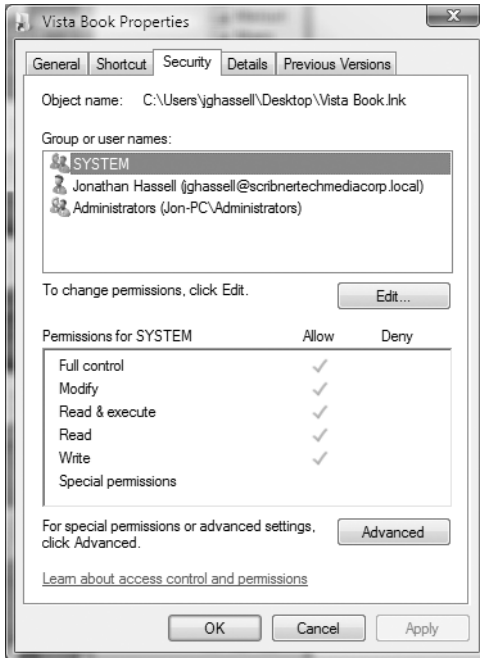 Vista Book Properties
General Shortcut Security Details Previous Versions
Object name: C:\Users\jghassell\Desktop\Vista Book.lnk
Group or user names:
SYSTEM
Jonathan Hassell (jghassell@scribnertechmediacorp.local)
Administrators (Jon-PC\Administrators)
To change permissions, click Edit.
Edit...
Permissions for SYSTEM Allow Deny
Full control
Modify
Read & execute
Read
Write
Special permissions
For special permissions or advanced settings,
click Advanced.
Advanced
Learn about access control and permissions
OK Cancel Apply